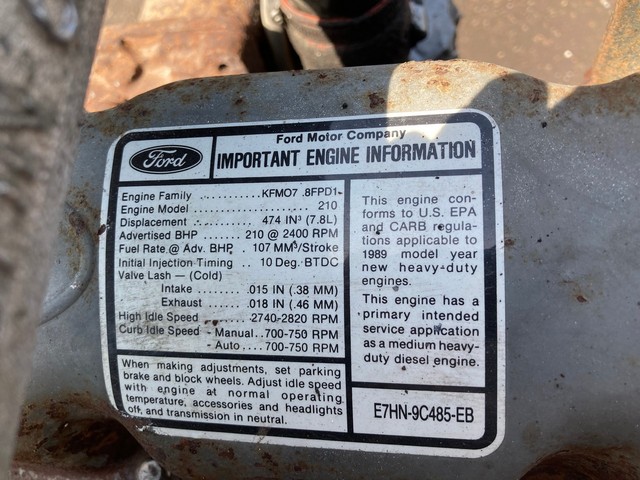 Ford Motor Company
Ford
IMPORTANT ENGINE INFORMATION
Engine Family ........... KFM07.8FPD1
Engine Model .................... 210
Displacement ....... 474 IN³ (7.8L)
Advertised BHP ..... 210 @ 2400 RPM
Fuel Rate @ Adv. BHP . 107 MM³/Stroke
Initial Injection Timing .... 10 Deg. BTDC
Valve Lash — (Cold)
Intake ........ .015 IN (.38 MM)
Exhaust ....... .018 IN (.46 MM)
High Idle Speed ........ 2740-2820 RPM
Curb Idle Speed - Manual..700-750 RPM
- Auto....700-750 RPM
When making adjustments, set parking
brake and block wheels. Adjust idle speed
with engine at normal operating
temperature, accessories and headlights
off, and transmission in neutral.
This engine con-
forms to U.S. EPA
and CARB regula-
tions applicable to
1989 model year
new heavy-duty
engines.
This engine has a
primary intended
service application
as a medium heavy-
duty diesel engine.
E7HN-9C485-EB